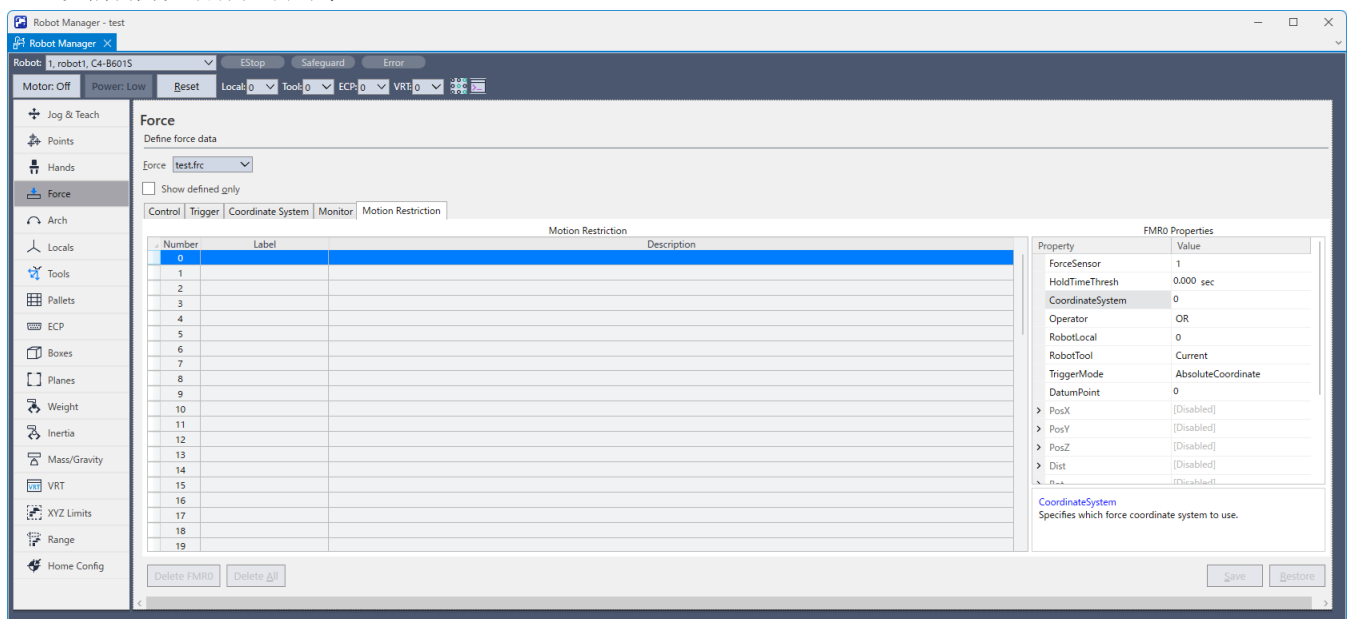 Robot Manager - test
Robot Manager
Robot: 1, robot1, C4-B601S EStop Safeguard Error
Motor: Off Power: Low Reset Local: 0 Tool: 0 ECP: 0 VRT: 0
Jog & Teach
Points
Hands
Force
Arch
Locals
Tools
Pallets
ECP
Boxes
Planes
Weight
Inertia
Mass/Gravity
VRT
XYZ Limits
Range
Home Config
Force
Define force data
Force test.frc
Show defined only
Control Trigger Coordinate System Monitor Motion Restriction
Motion Restriction
Number Label Description
0
1
2
3
4
5
6
7
8
9
10
11
12
13
14
15
16
17
18
19
FMR0 Properties
Property Value
ForceSensor 1
HoldTimeThresh 0.000 sec
CoordinateSystem 0
Operator OR
RobotLocal 0
RobotTool Current
TriggerMode AbsoluteCoordinate
DatumPoint 0
PosX [Disabled]
PosY [Disabled]
PosZ [Disabled]
Dist [Disabled]
[Disabled]
CoordinateSystem
Specifies which force coordinate system to use.
Delete FMR0 Delete All Save Restore